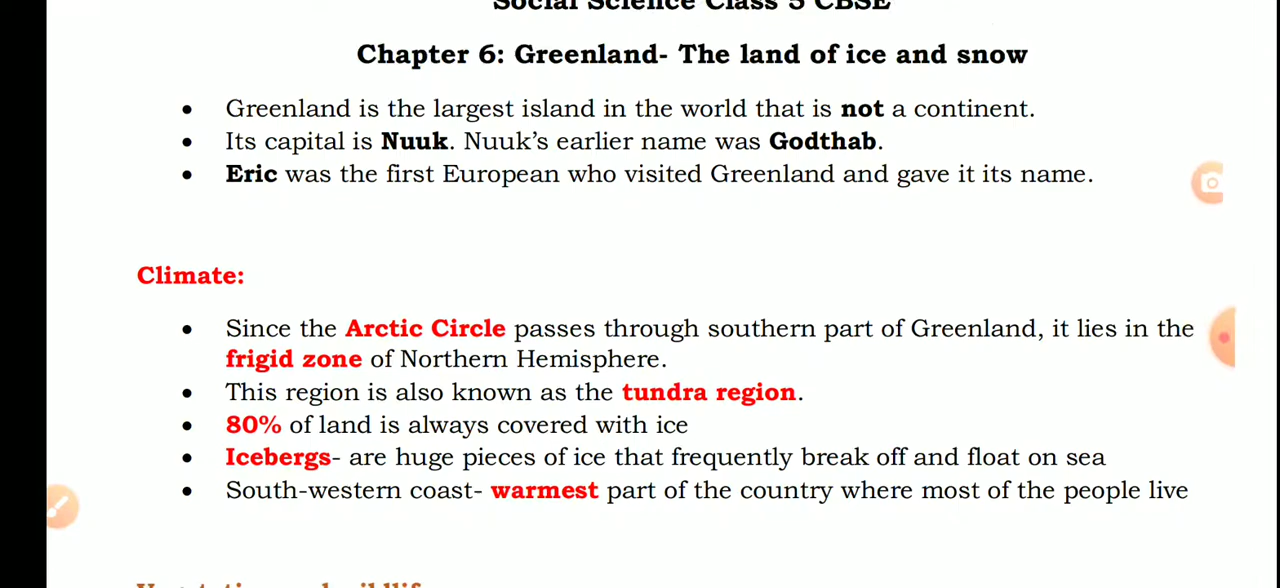 Social Science Class 5 CBSE
Chapter 6: Greenland- The land of ice and snow
• Greenland is the largest island in the world that is not a continent.
• Its capital is Nuuk. Nuuk's earlier name was Godthab.
• Eric was the first European who visited Greenland and gave it its name.
Climate:
• Since the Arctic Circle passes through southern part of Greenland, it lies in the
frigid zone of Northern Hemisphere.
• This region is also known as the tundra region.
• 80% of land is always covered with ice
• Icebergs- are huge pieces of ice that frequently break off and float on sea
• South-western coast- warmest part of the country where most of the people live